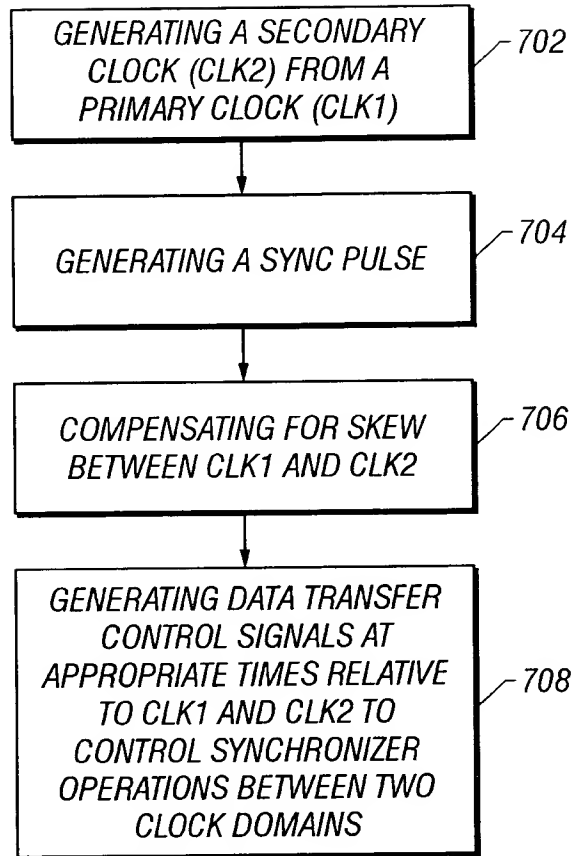 GENERATING A SECONDARY
CLOCK (CLK2) FROM A
PRIMARY CLOCK (CLK1)
702
GENERATING A SYNC PULSE
704
COMPENSATING FOR SKEW
BETWEEN CLK1 AND CLK2
706
GENERATING DATA TRANSFER
CONTROL SIGNALS AT
APPROPRIATE TIMES RELATIVE
TO CLK1 AND CLK2 TO
CONTROL SYNCHRONIZER
OPERATIONS BETWEEN TWO
CLOCK DOMAINS
708